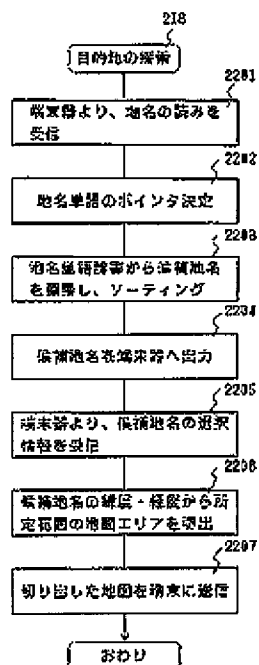 218
目的地の探索
2201
端末器より、地名の読みを
受信
2202
地名単語のポインタ決定
2203
地名単語辞書から候補地名
を
し、ソーティング
2204
候補地名を端末器へ出力
2205
端末器より、候補地名の選択
情報を受信
2206
候補地名の緯度・経度から所
定範囲の地図エリアを切出
2207
切り出した地図を端末に送信
おわり